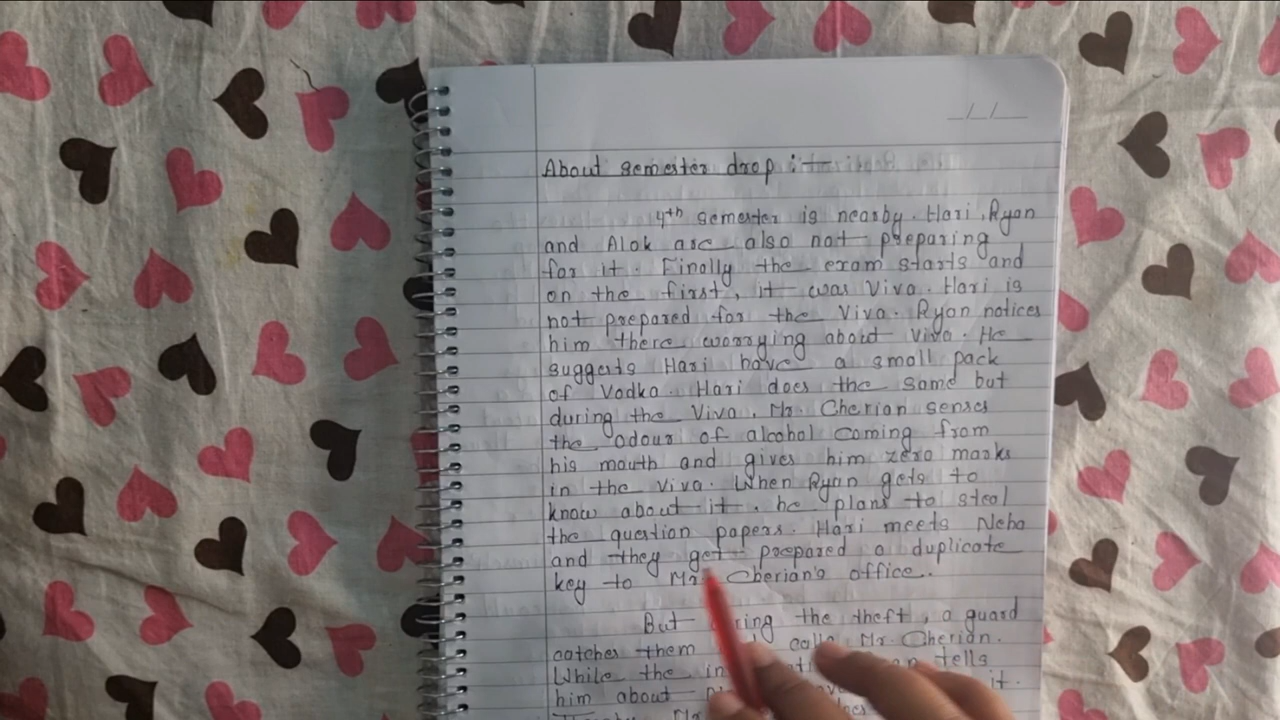 __/__/__
About semester drop :-
4th semester is nearby. Hari, Ryan
and Alok are also not preparing
for it. Finally the exam starts and
on the first, it was Viva. Hari is
not prepared for the Viva. Ryan notices
him there worrying about Viva. He
suggests Hari have a small pack
of Vodka. Hari does the same but
during the Viva, Mr. Cherian senses
the odour of alcohol coming from
his mouth and gives him zero marks
in the viva. When Ryan gets to
know about it, he plans to steal
the question papers. Hari meets Neha
and they get prepared a duplicate
key to Mr. Cherian's office.
But the theft, a guard
catches them Mr. Cherian.
While the tells
him about it.